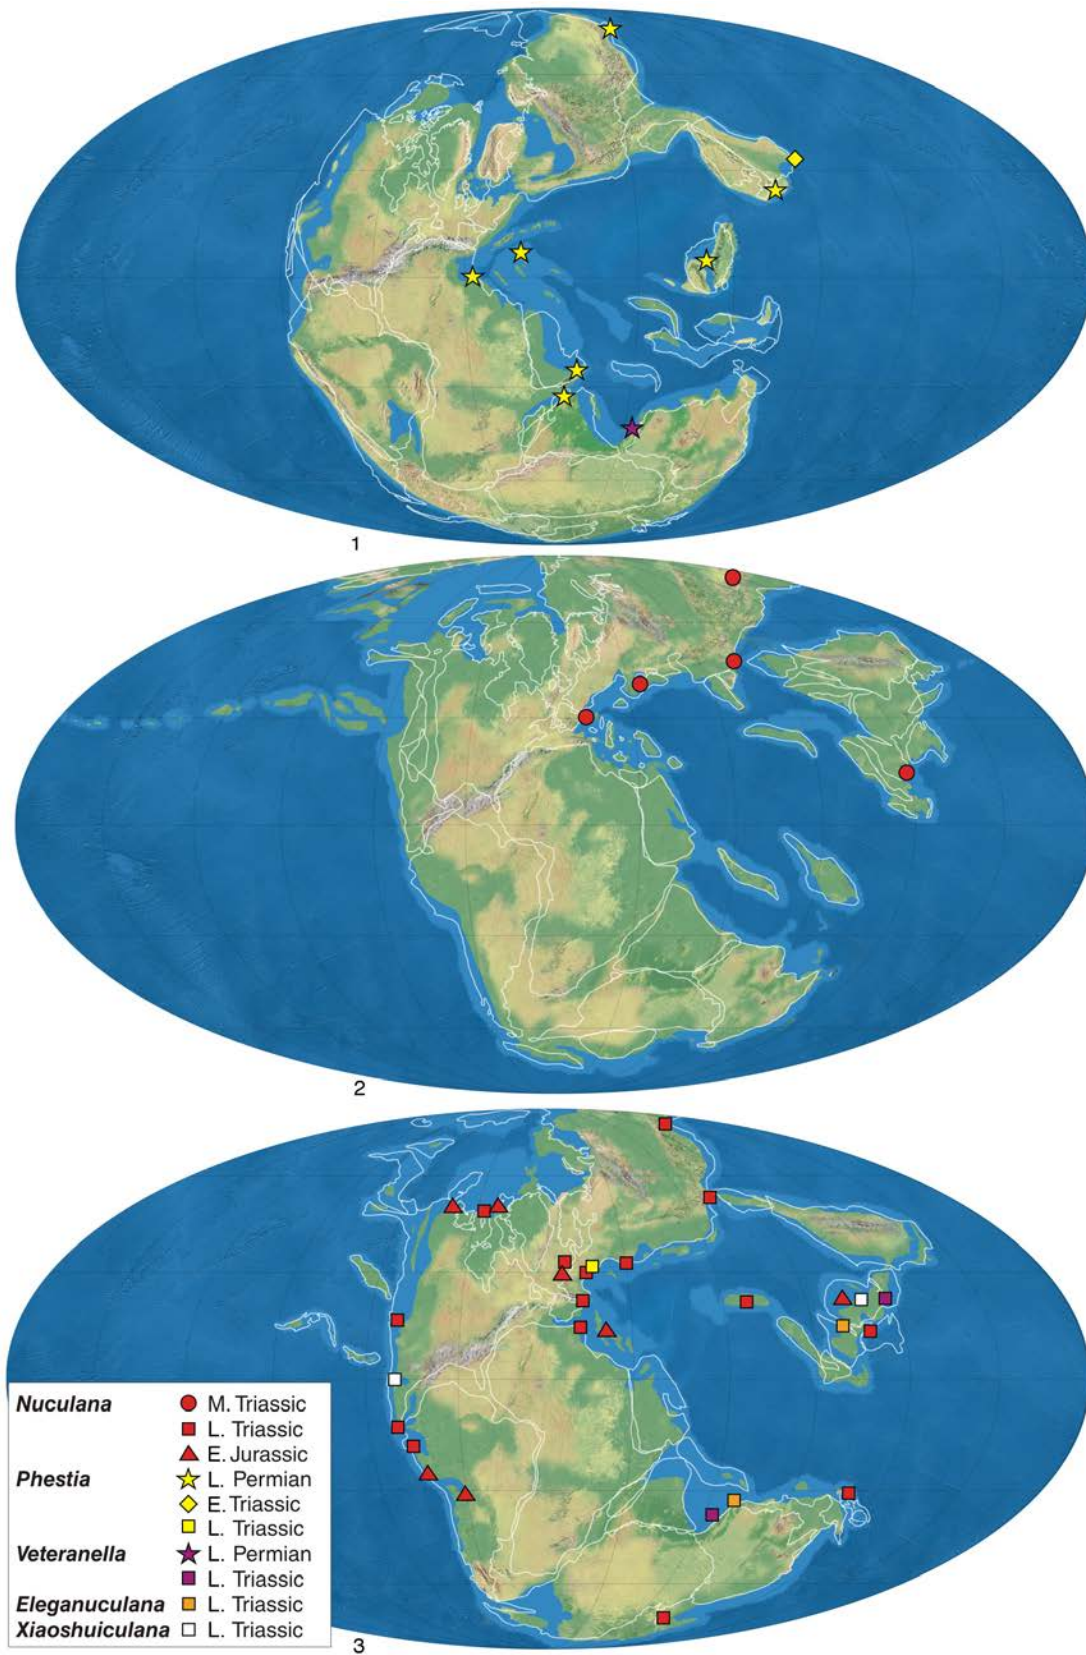 1
2
Nuculana M. Triassic
L. Triassic
E. Jurassic
Phestia L. Permian
E. Triassic
L. Triassic
Veteranella L. Permian
L. Triassic
Eleganuculana L. Triassic
Xiaoshuiculana L. Triassic
3